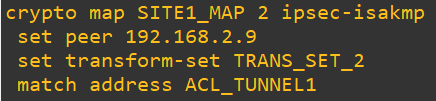 crypto map SITE1_MAP 2 ipsec-isakmp
 set peer 192.168.2.9
 set transform-set TRANS_SET_2
 match address ACL_TUNNEL1